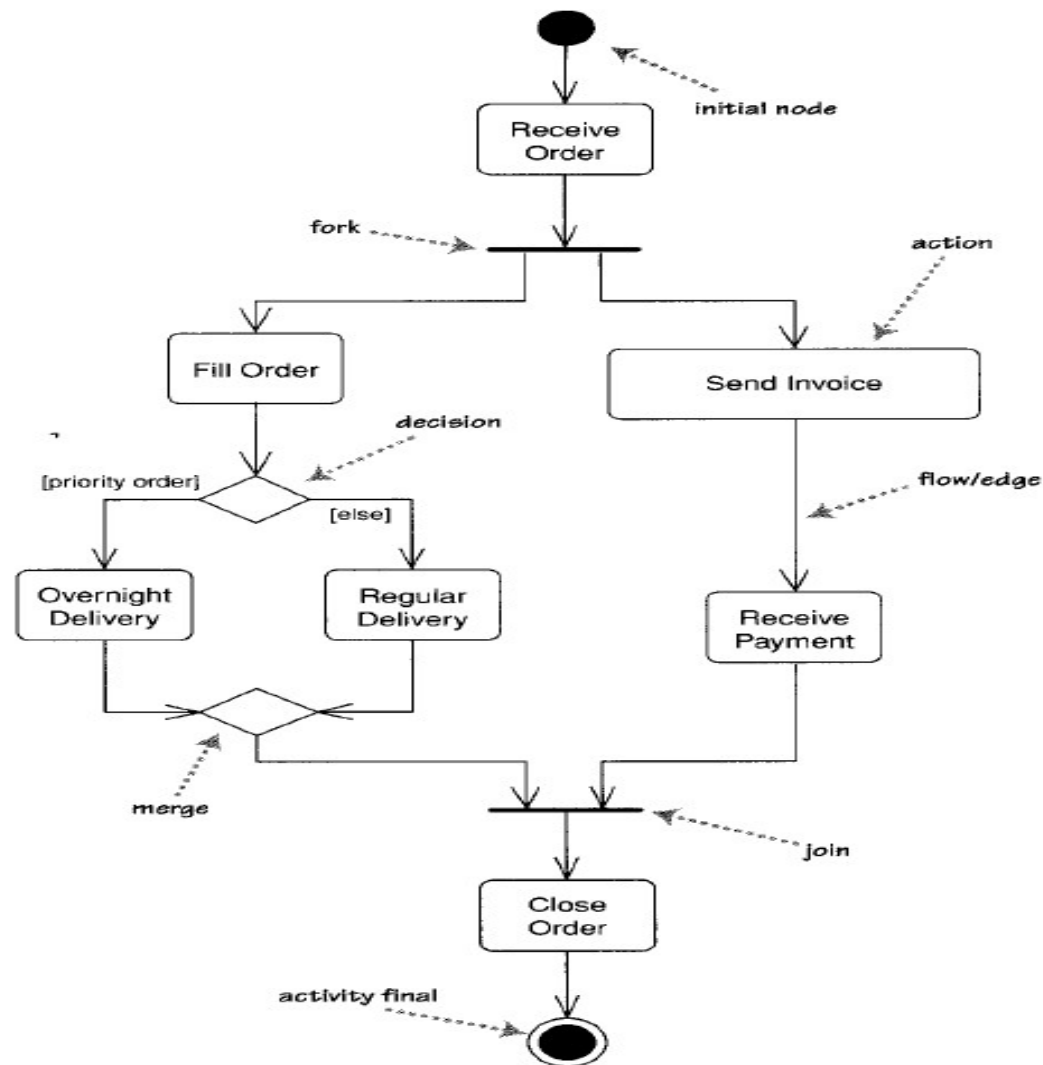 initial node
Receive
Order
fork
action
Fill Order
Send Invoice
decision
[priority order]
[else]
flow/edge
Overnight
Delivery
Regular
Delivery
Receive
Payment
merge
join
Close
Order
activity final